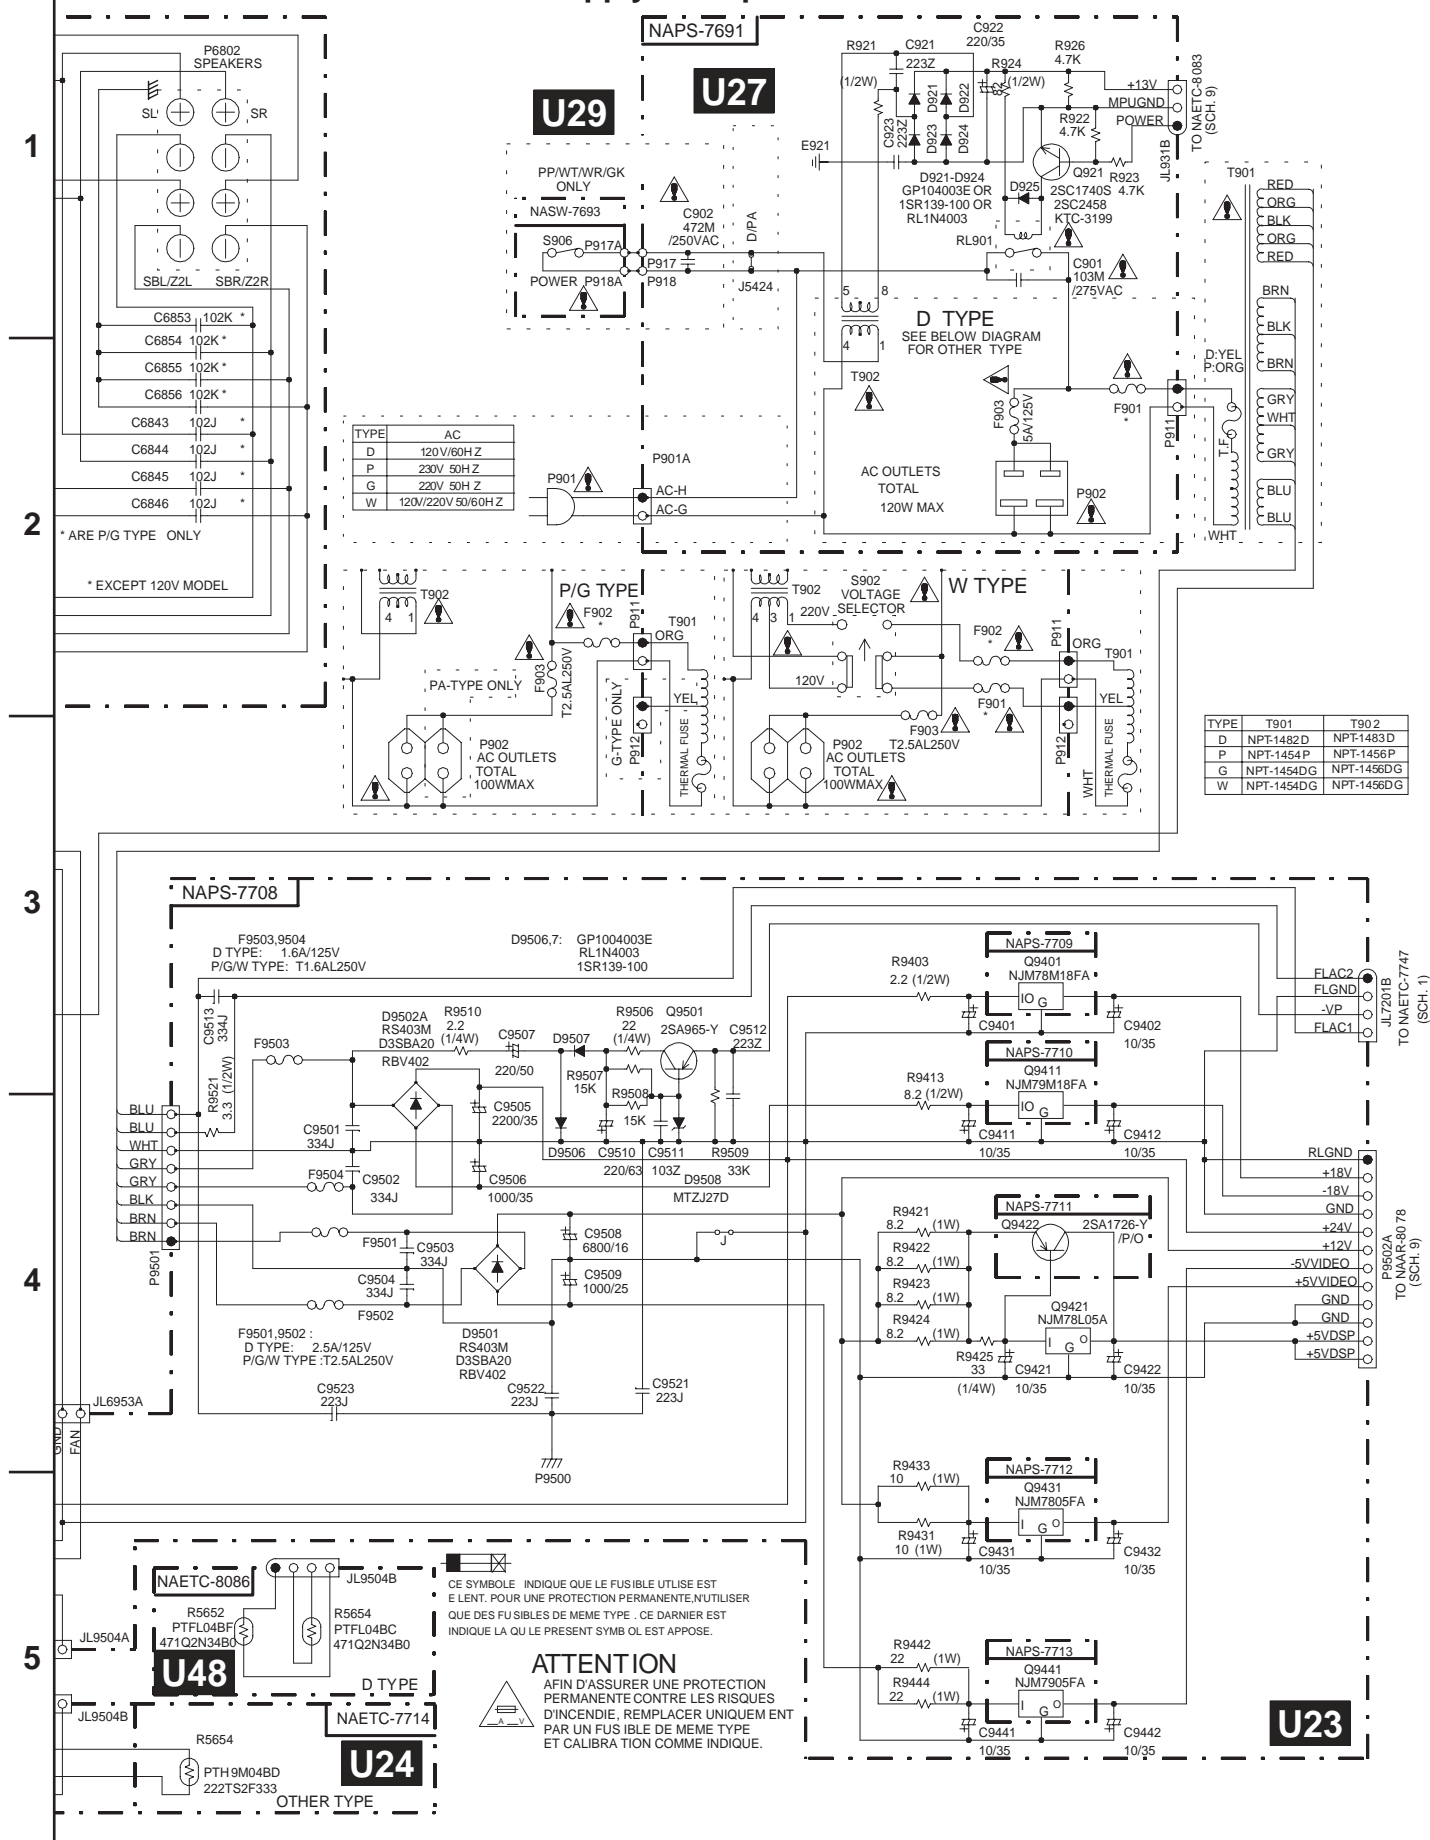 1
2
3
4
5
P6802
SPEAKERS
SL
SR
SBL/Z2L
SBR/Z2R
C6853 102K *
C6854 102K *
C6855 102K *
C6856 102K *
C6843 102J *
C6844 102J *
C6845 102J *
C6846 102J *
* ARE P/G TYPE ONLY
* EXCEPT 120V MODEL
U29
PP/WT/WR/GK
ONLY
NASW-7693
S906
P917A
POWER P918A
NAPS-7691
U27
P917
P918
C902
472M
/250VAC
D/PA
J5424
E921
R921
(1/2W)
C921
223Z
C922
220/35
R924
(1/2W)
82
R926
4.7K
D921
D922
D923
D924
C923
223Z
R922
4.7K
+13V
MPUGND
POWER
JL931B
TO NAETC-8083
(SCH. 9)
D921-D924
GP104003E OR
1SR139-100 OR
RL1N4003
D925
Q921
2SC1740S
2SC2458
KTC-3199
R923
4.7K
RL901
C901
103M
/275VAC
5
8
4
1
T902
D TYPE
SEE BELOW DIAGRAM
FOR OTHER TYPE
F903
5A/125V
F901
*
P911
AC OUTLETS
TOTAL
120W MAX
P902
T901
RED
ORG
BLK
ORG
RED
BRN
BLK
BRN
GRY
WHT
GRY
BLU
BLU
D:YEL
P:ORG
T.F
WHT
TYPE AC
D 120V/60HZ
P 230V 50HZ
G 220V 50HZ
W 120V/220V 50/60HZ
P901
P901A
AC-H
AC-G
T902
4 1
P/G TYPE
F902
*
P911
ORG
T901
F903
T2.5AL250V
PA-TYPE ONLY
G-TYPE ONLY
P912
YEL
THERMAL FUSE
P902
AC OUTLETS
TOTAL
100WMAX
T902
4 3 1
S902
VOLTAGE
SELECTOR
220V
120V
W TYPE
F902
*
F901
*
F903
T2.5AL250V
P911
ORG
T901
YEL
P912
WHT
THERMAL FUSE
P902
AC OUTLETS
TOTAL
100WMAX
TYPE T901 T902
D NPT-1482D NPT-1483D
P NPT-1454P NPT-1456P
G NPT-1454DG NPT-1456DG
W NPT-1454DG NPT-1456DG
NAPS-7708
F9503,9504
D TYPE: 1.6A/125V
P/G/W TYPE: T1.6AL250V
D9506,7: GP1004003E
RL1N4003
1SR139-100
C9513
334J
R9521
3.3 (1/2W)
F9503
D9502A
RS403M
D3SBA20
RBV402
R9510
2.2
(1/4W)
C9507
220/50
D9507
R9506
22
(1/4W)
Q9501
2SA965-Y
C9512
223Z
R9507
15K
R9508
15K
C9505
2200/35
C9501
334J
D9506
C9510
220/63
C9511
103Z
R9509
33K
D9508
MTZJ27D
F9504
C9502
334J
C9506
1000/35
BLU
BLU
WHT
GRY
GRY
BLK
BRN
BRN
P9501
F9501
C9503
334J
C9504
334J
F9502
C9508
6800/16
C9509
1000/25
J
F9501,9502 :
D TYPE: 2.5A/125V
P/G/W TYPE :T2.5AL250V
D9501
RS403M
D3SBA20
RBV402
C9523
223J
C9522
223J
C9521
223J
P9500
JL6953A
GND
FAN
NAPS-7709
Q9401
NJM78M18FA
R9403
2.2 (1/2W)
IO G
C9401
10/35
C9402
10/35
NAPS-7710
Q9411
NJM79M18FA
R9413
8.2 (1/2W)
IO G
C9411
10/35
C9412
10/35
FLAC2
FLGND
-VP
FLAC1
JL7201B
TO NAETC-7747
(SCH. 1)
NAPS-7711
Q9422
2SA1726-Y
/P/O
R9421
8.2 (1W)
R9422
8.2 (1W)
R9423
8.2 (1W)
R9424
8.2 (1W)
Q9421
NJM78L05A
I G O
R9425
33
(1/4W)
C9421
10/35
C9422
10/35
RLGND
+18V
-18V
GND
+24V
+12V
-5VVIDEO
+5VVIDEO
GND
GND
+5VDSP
+5VDSP
P9502A
TO NAAR-8078
(SCH. 9)
NAPS-7712
R9433
10 (1W)
Q9431
NJM7805FA
I G O
R9431
10 (1W)
C9431
10/35
C9432
10/35
NAPS-7713
R9442
22 (1W)
Q9441
NJM7905FA
R9444
22 (1W)
I G O
C9441
10/35
C9442
10/35
U23
NAETC-8086
JL9504B
R5652
PTFL04BF
471Q2N34B0
R5654
PTFL04BC
471Q2N34B0
U48
D TYPE
JL9504A
JL9504B
NAETC-7714
R5654
PTH9M04BD
222TS2F333
U24
OTHER TYPE
CE SYMBOLE INDIQUE QUE LE FUSIBLE UTLISE EST
E LENT. POUR UNE PROTECTION PERMANENTE,N'UTILISER
QUE DES FUSIBLES DE MEME TYPE . CE DARNIER EST
INDIQUE LA QU LE PRESENT SYMB OL EST APPOSE.
ATTENTION
AFIN D'ASSURER UNE PROTECTION
PERMANENTE CONTRE LES RISQUES
D'INCENDIE, REMPLACER UNIQUEM ENT
PAR UN FUS IBLE DE MEME TYPE
ET CALIBRA TION COMME INDIQUE.
A V